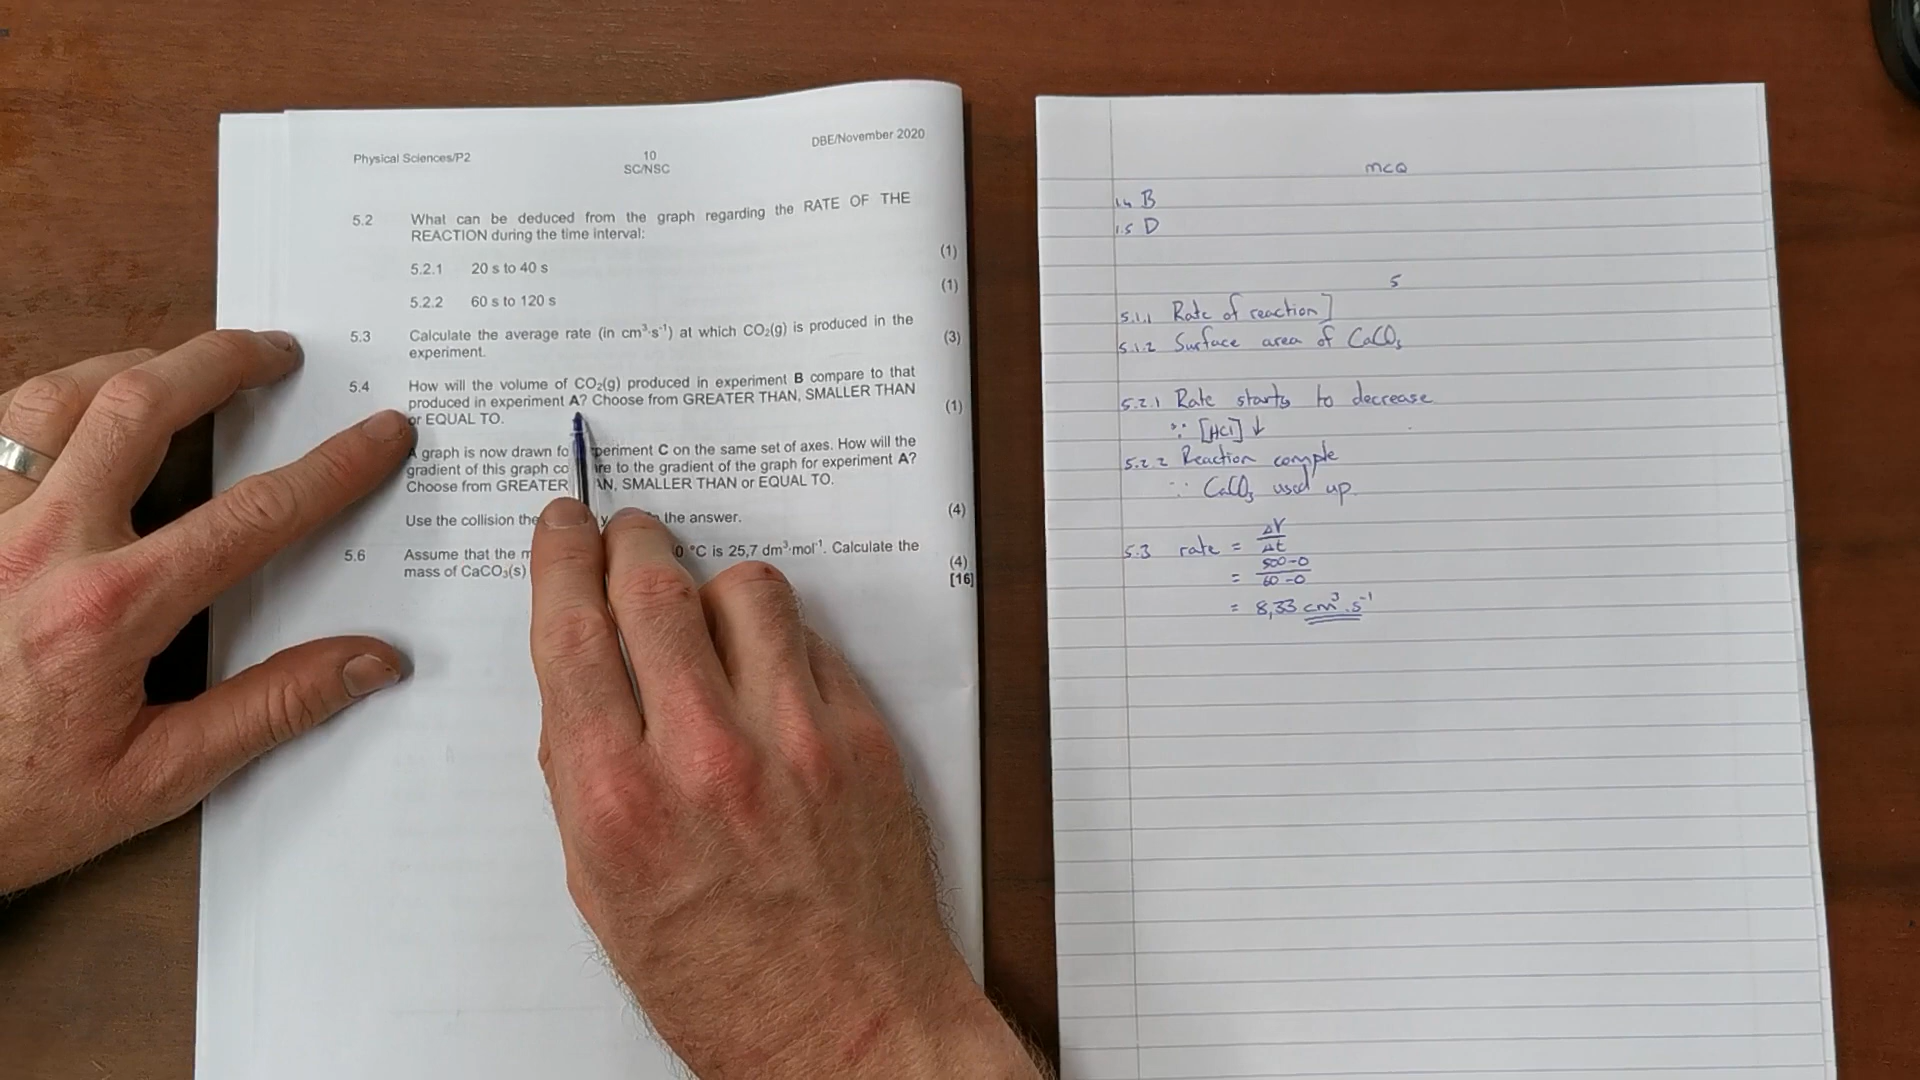 Physical Sciences/P2
10
SC/NSC
DBE/November 2020
5.2 What can be deduced from the graph regarding the RATE OF THE
REACTION during the time interval:
5.2.1 20 s to 40 s (1)
5.2.2 60 s to 120 s (1)
5.3 Calculate the average rate (in cm³·s⁻¹) at which CO₂(g) is produced in the
experiment. (3)
5.4 How will the volume of CO₂(g) produced in experiment B compare to that
produced in experiment A? Choose from GREATER THAN, SMALLER THAN
or EQUAL TO. (1)
A graph is now drawn fo periment C on the same set of axes. How will the
gradient of this graph co re to the gradient of the graph for experiment A?
Choose from GREATER AN, SMALLER THAN or EQUAL TO.
Use the collision the y the answer. (4)
5.6 Assume that the m 0 °C is 25,7 dm³·mol⁻¹. Calculate the
mass of CaCO₃(s) (4)
[16]
MCQ
1.4 B
1.5 D
5
5.1.1 Rate of reaction]
5.1.2 Surface area of CaCO₃
5.2.1 Rate starts to decrease
∵ [HCl] ↓
5.2.2 Reaction comple
∵ CaCO₃ used up.
5.3 rate = ΔV/Δt
= 500-0/60-0
= 8,33 cm³.s⁻¹